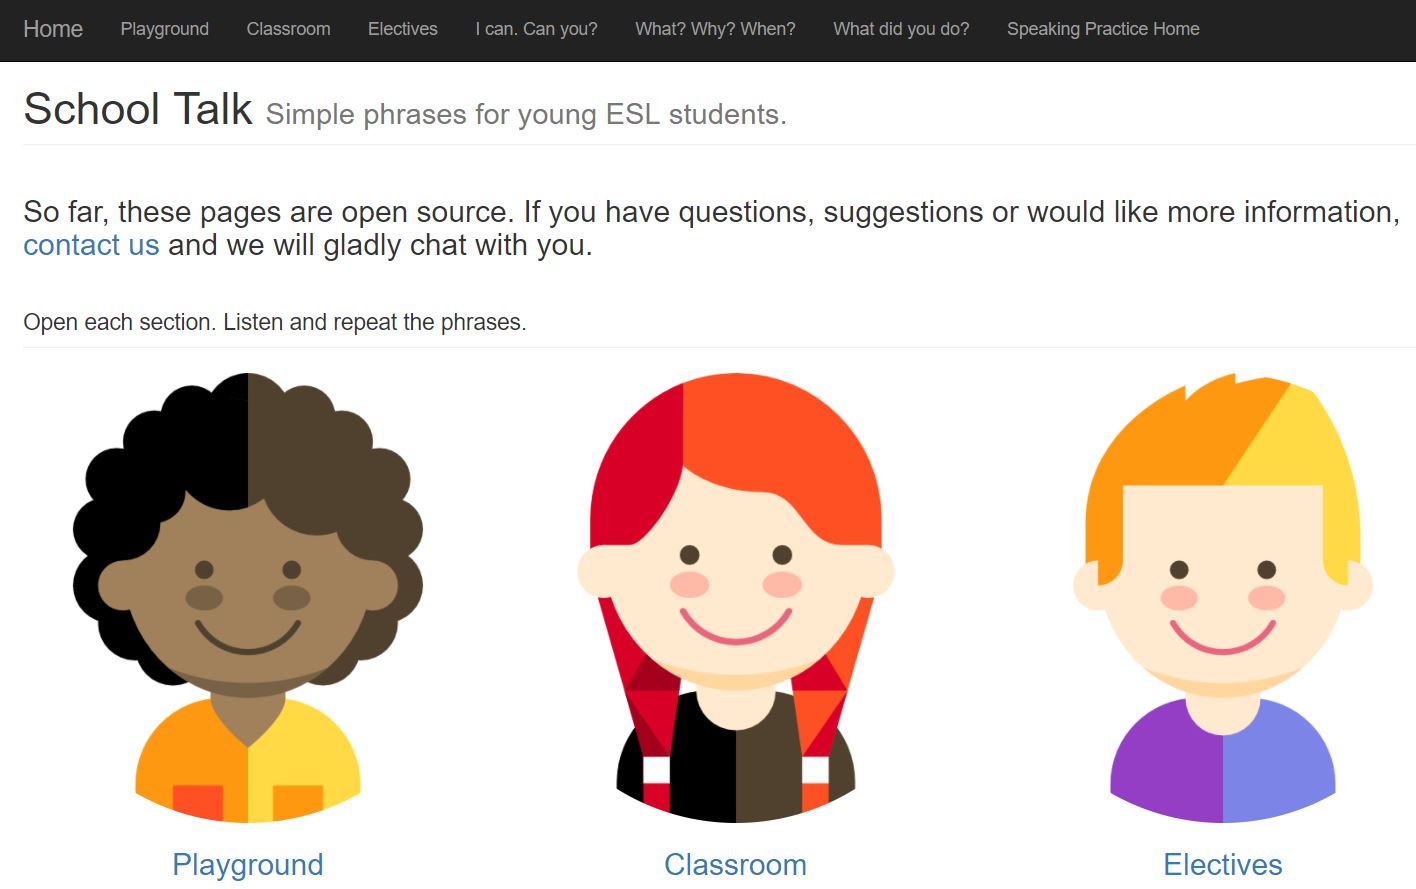 Home Playground Classroom Electives I can. Can you? What? Why? When? What did you do? Speaking Practice Home
School Talk Simple phrases for young ESL students.
So far, these pages are open source. If you have questions, suggestions or would like more information,
contact us and we will gladly chat with you.
Open each section. Listen and repeat the phrases.
Playground Classroom Electives